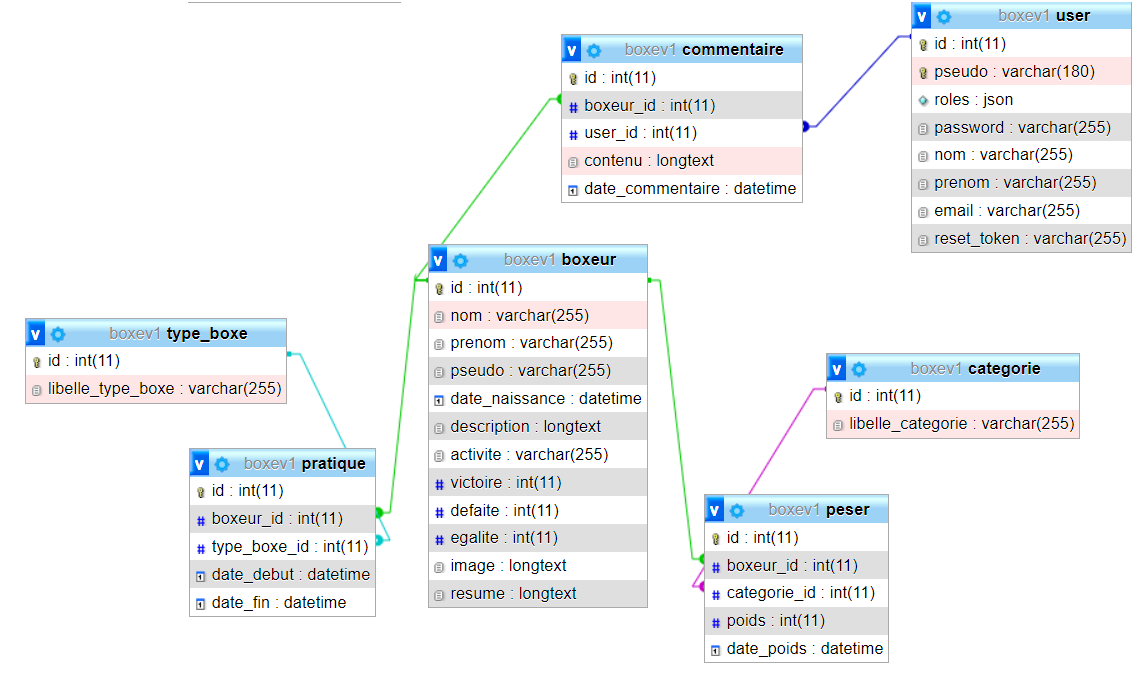 v boxev1 user
id : int(11)
pseudo : varchar(180)
roles : json
password : varchar(255)
nom : varchar(255)
prenom : varchar(255)
email : varchar(255)
reset_token : varchar(255)
v boxev1 commentaire
id : int(11)
# boxeur_id : int(11)
# user_id : int(11)
contenu : longtext
date_commentaire : datetime
v boxev1 boxeur
id : int(11)
nom : varchar(255)
prenom : varchar(255)
pseudo : varchar(255)
date_naissance : datetime
description : longtext
activite : varchar(255)
# victoire : int(11)
# defaite : int(11)
# egalite : int(11)
image : longtext
resume : longtext
v boxev1 type_boxe
id : int(11)
libelle_type_boxe : varchar(255)
v boxev1 categorie
id : int(11)
libelle_categorie : varchar(255)
v boxev1 pratique
id : int(11)
# boxeur_id : int(11)
# type_boxe_id : int(11)
date_debut : datetime
date_fin : datetime
v boxev1 peser
id : int(11)
# boxeur_id : int(11)
# categorie_id : int(11)
# poids : int(11)
date_poids : datetime